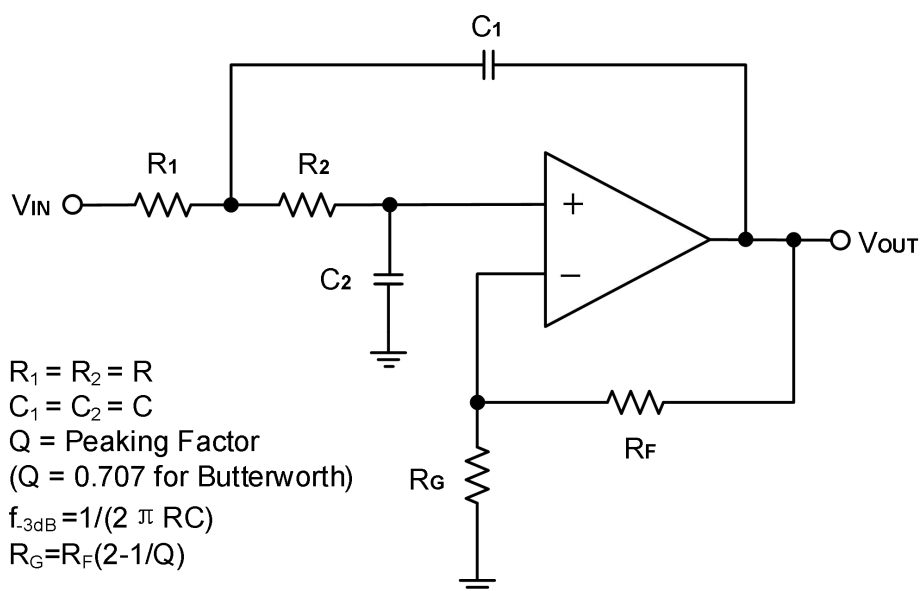 C1
R1
R2
VIN
+
−
VOUT
C2
R1 = R2 = R
C1 = C2 = C
Q = Peaking Factor
(Q = 0.707 for Butterworth)
f-3dB =1/(2 π RC)
RG=RF(2-1/Q)
RG
RF